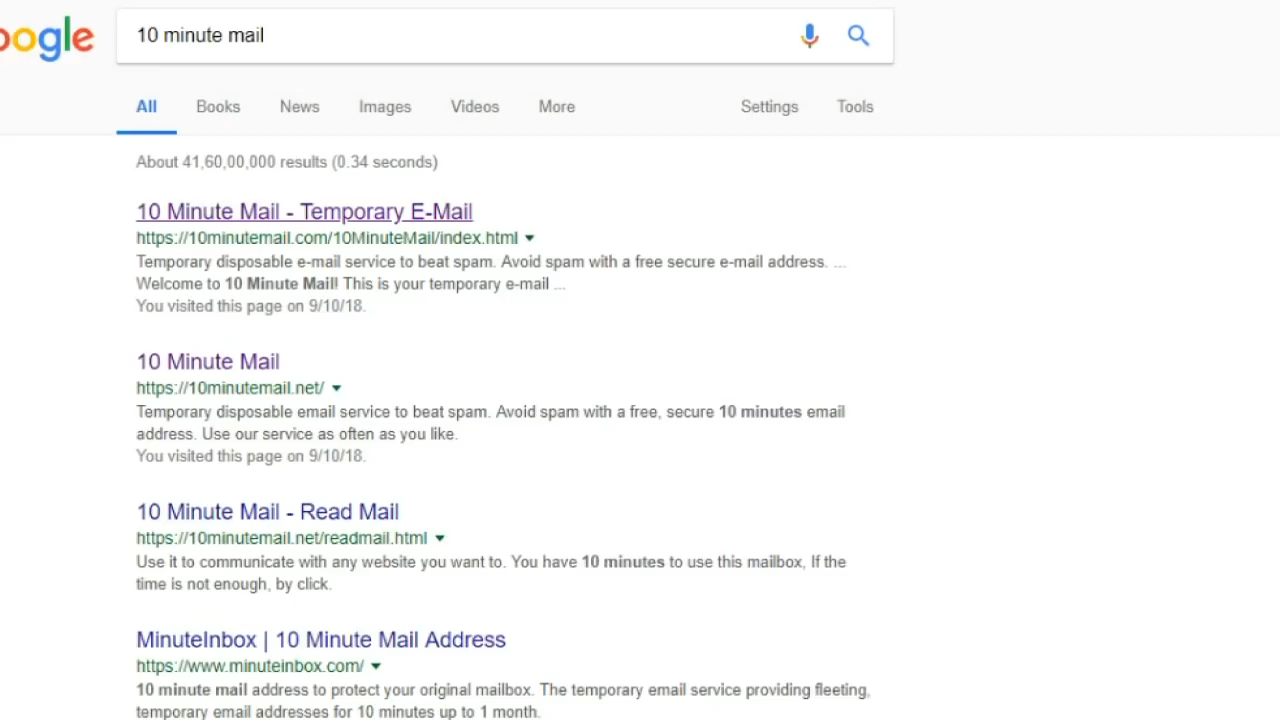 oogle
10 minute mail
All Books News Images Videos More Settings Tools
About 41,60,00,000 results (0.34 seconds)
10 Minute Mail - Temporary E-Mail
https://10minutemail.com/10MinuteMail/index.html
Temporary disposable e-mail service to beat spam. Avoid spam with a free secure e-mail address. ...
Welcome to 10 Minute Mail! This is your temporary e-mail ...
You visited this page on 9/10/18.
10 Minute Mail
https://10minutemail.net/
Temporary disposable email service to beat spam. Avoid spam with a free, secure 10 minutes email
address. Use our service as often as you like.
You visited this page on 9/10/18.
10 Minute Mail - Read Mail
https://10minutemail.net/readmail.html
Use it to communicate with any website you want to. You have 10 minutes to use this mailbox, If the
time is not enough, by click.
MinuteInbox | 10 Minute Mail Address
https://www.minuteinbox.com/
10 minute mail address to protect your original mailbox. The temporary email service providing fleeting,
temporary email addresses for 10 minutes up to 1 month.